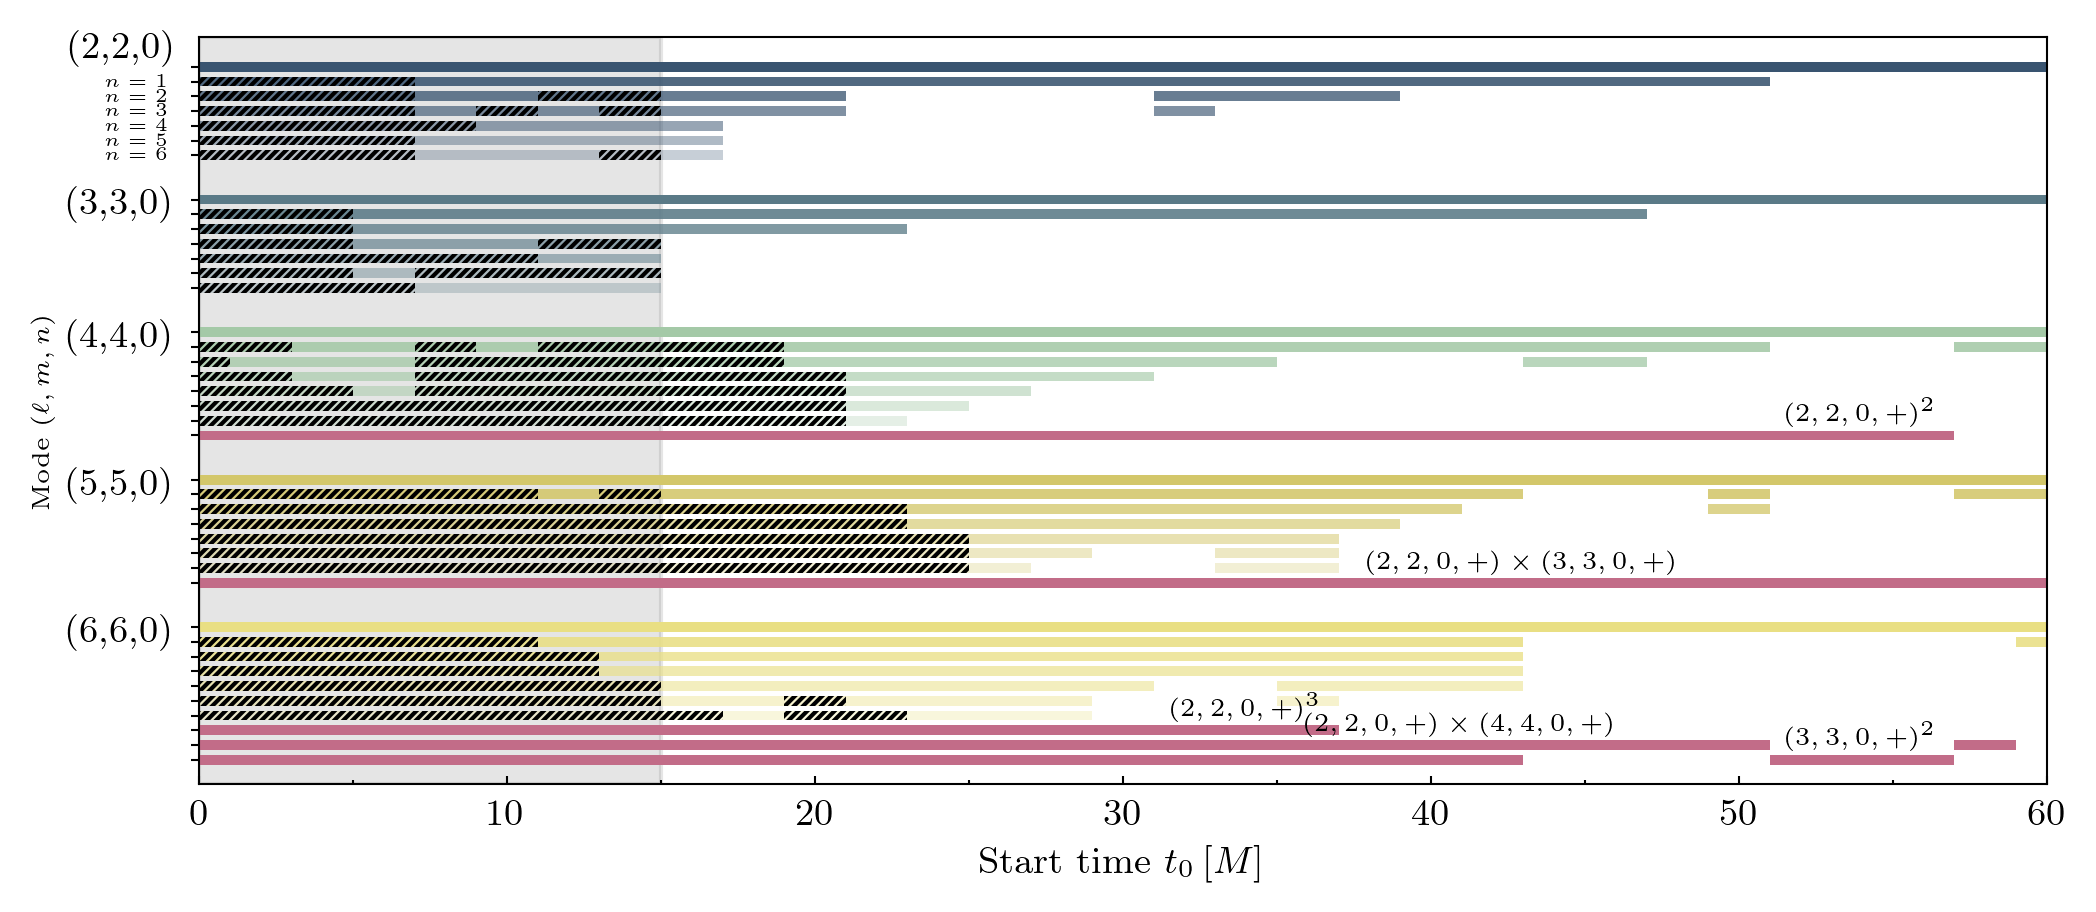 (2,2,0)
n = 1
n = 2
n = 3
n = 4
n = 5
n = 6
(3,3,0)
(4,4,0)
(2, 2, 0, +)²
(5,5,0)
(2, 2, 0, +) × (3, 3, 0, +)
(6,6,0)
(2, 2, 0, +)³
(2, 2, 0, +) × (4, 4, 0, +)
(3, 3, 0, +)²
Mode (ℓ, m, n)
0 10 20 30 40 50 60
Start time t₀ [M]